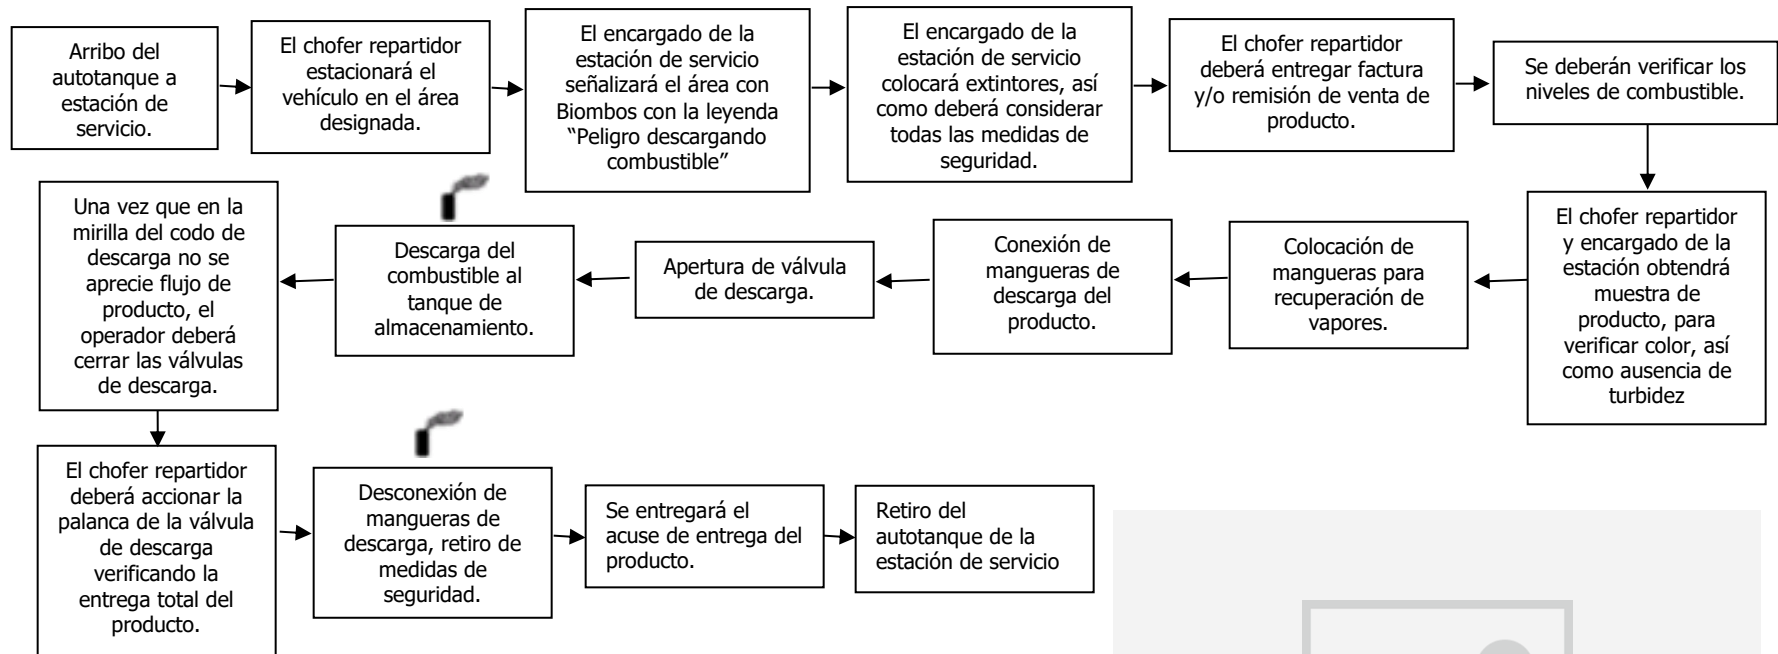 Arribo del
autotanque a
estación de
servicio.
El chofer repartidor
estacionará el
vehículo en el área
designada.
El encargado de la
estación de servicio
señalizará el área con
Biombos con la leyenda
“Peligro descargando
combustible”
El encargado de la
estación de servicio
colocará extintores, así
como deberá considerar
todas las medidas de
seguridad.
El chofer repartidor
deberá entregar factura
y/o remisión de venta de
producto.
Se deberán verificar los
niveles de combustible.
El chofer repartidor
y encargado de la
estación obtendrá
muestra de
producto, para
verificar color, así
como ausencia de
turbidez
Colocación de
mangueras para
recuperación de
vapores.
Conexión de
mangueras de
descarga del
producto.
Apertura de válvula
de descarga.
Descarga del
combustible al
tanque de
almacenamiento.
Una vez que en la
mirilla del codo de
descarga no se
aprecie flujo de
producto, el
operador deberá
cerrar las válvulas
de descarga.
El chofer repartidor
deberá accionar la
palanca de la válvula
de descarga
verificando la
entrega total del
producto.
Desconexión de
mangueras de
descarga, retiro de
medidas de
seguridad.
Se entregará el
acuse de entrega del
producto.
Retiro del
autotanque de la
estación de servicio